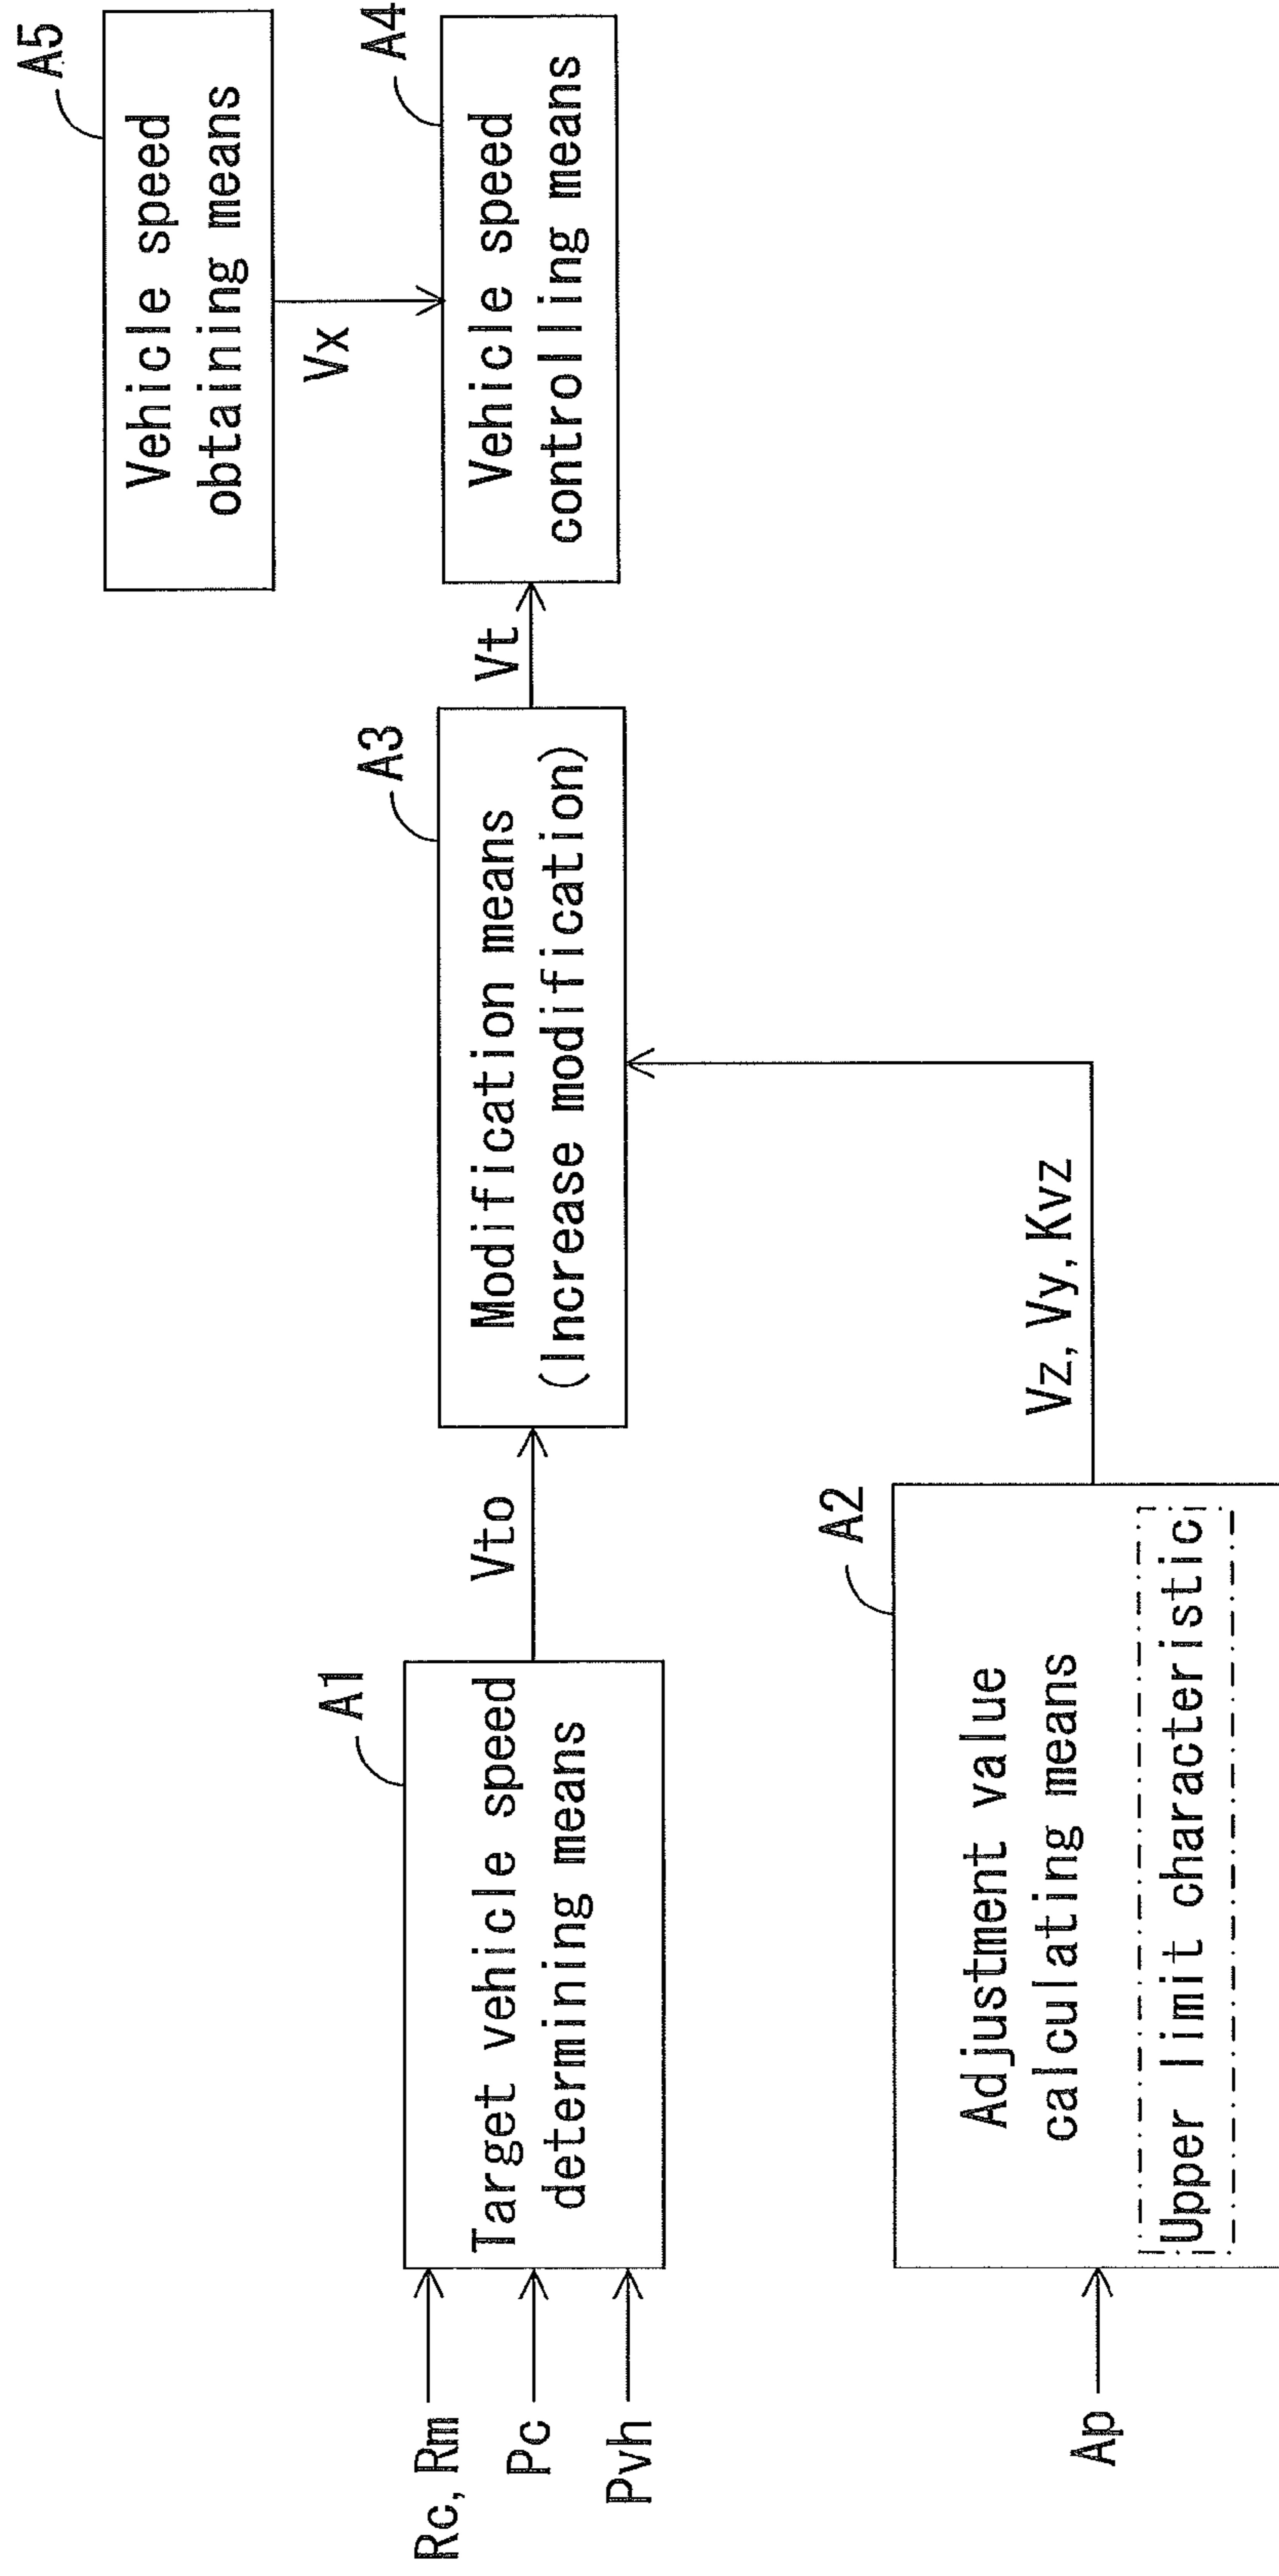 A5
Vehicle speed
obtaining means
Vx
A4
Vehicle speed
controlling means
Vt
A3
Modification means
(Increase modification)
Vto
A1
Target vehicle speed
determining means
Rc, Rm
Pc
Pvh
Vz, Vy, Kvz
A2
Adjustment value
calculating means
Upper limit characteristic
Ap